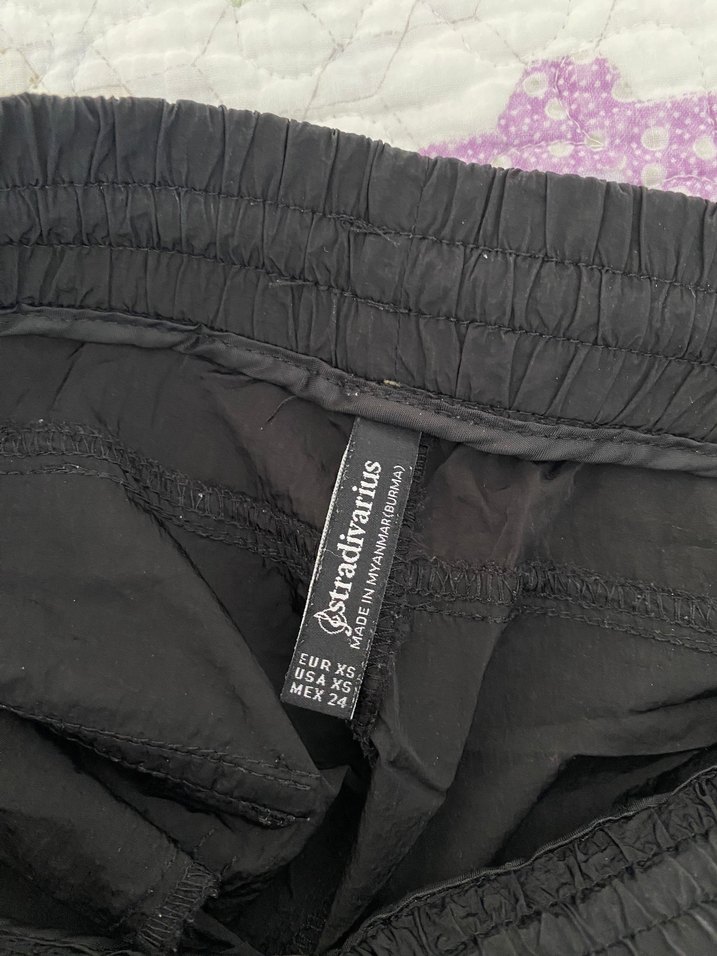 stradivarius
MADE IN MYANMAR(BURMA)
EUR XS
USA XS
MEX 24